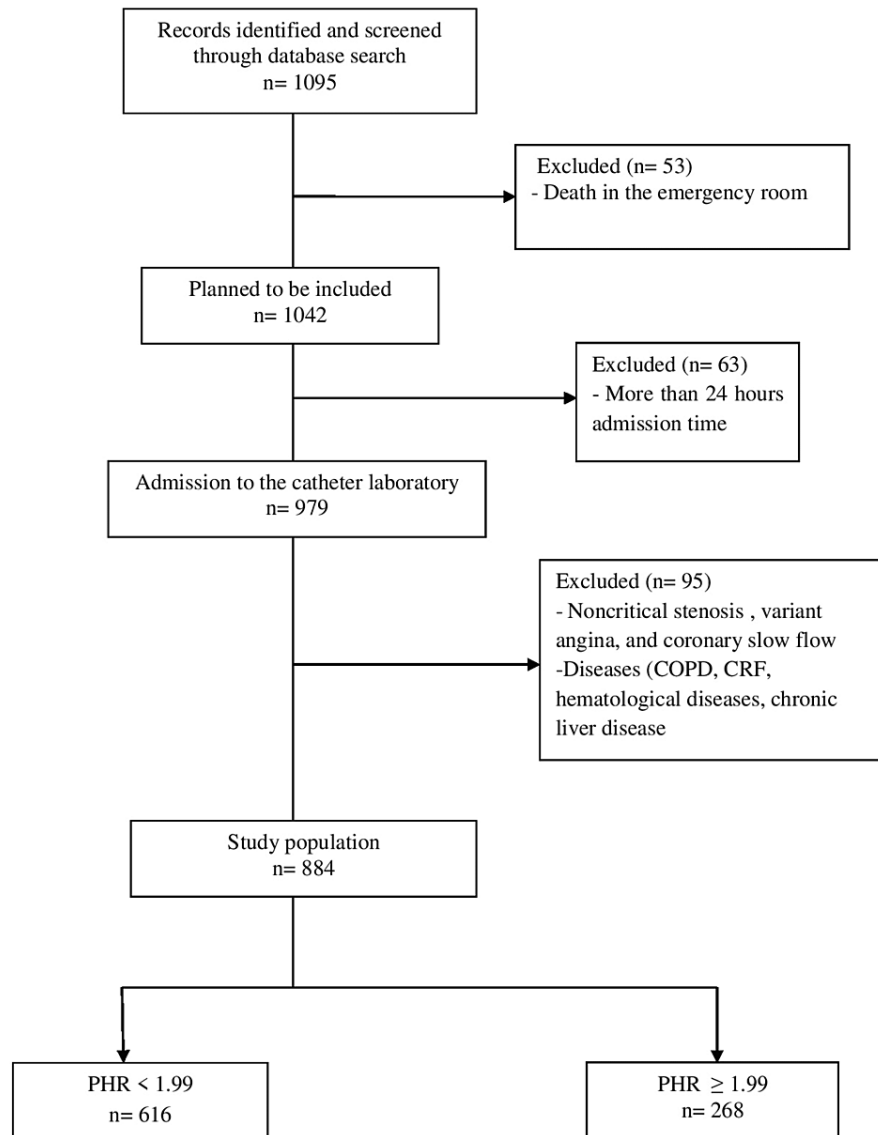 Records identified and screened
through database search
n= 1095
Excluded (n= 53)
- Death in the emergency room
Planned to be included
n= 1042
Excluded (n= 63)
- More than 24 hours
admission time
Admission to the catheter laboratory
n= 979
Excluded (n= 95)
- Noncritical stenosis , variant
angina, and coronary slow flow
-Diseases (COPD, CRF,
hematological diseases, chronic
liver disease
Study population
n= 884
PHR < 1.99
n= 616
PHR ≥ 1.99
n= 268